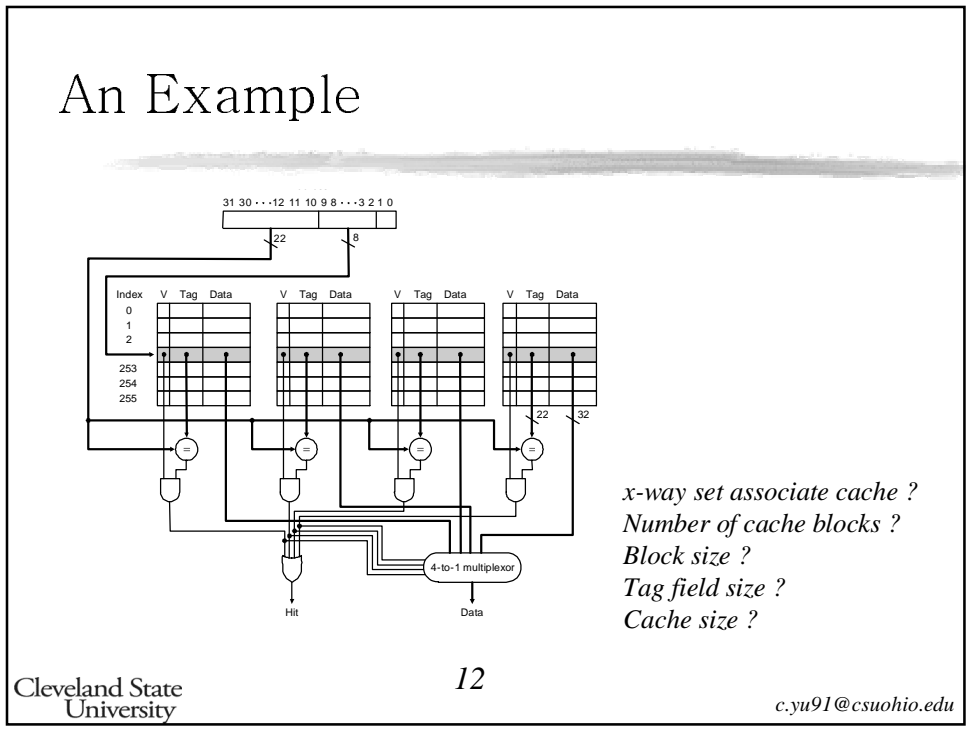 An Example
31 30 · · · 12 11 10 9 8 · · · 3 2 1 0
22
8
Index V Tag Data V Tag Data V Tag Data V Tag Data
0
1
2
253
254
255
22
32
=
=
=
=
4-to-1 multiplexor
Hit
Data
x-way set associate cache ?
Number of cache blocks ?
Block size ?
Tag field size ?
Cache size ?
Cleveland State
University
12
c.yu91@csuohio.edu